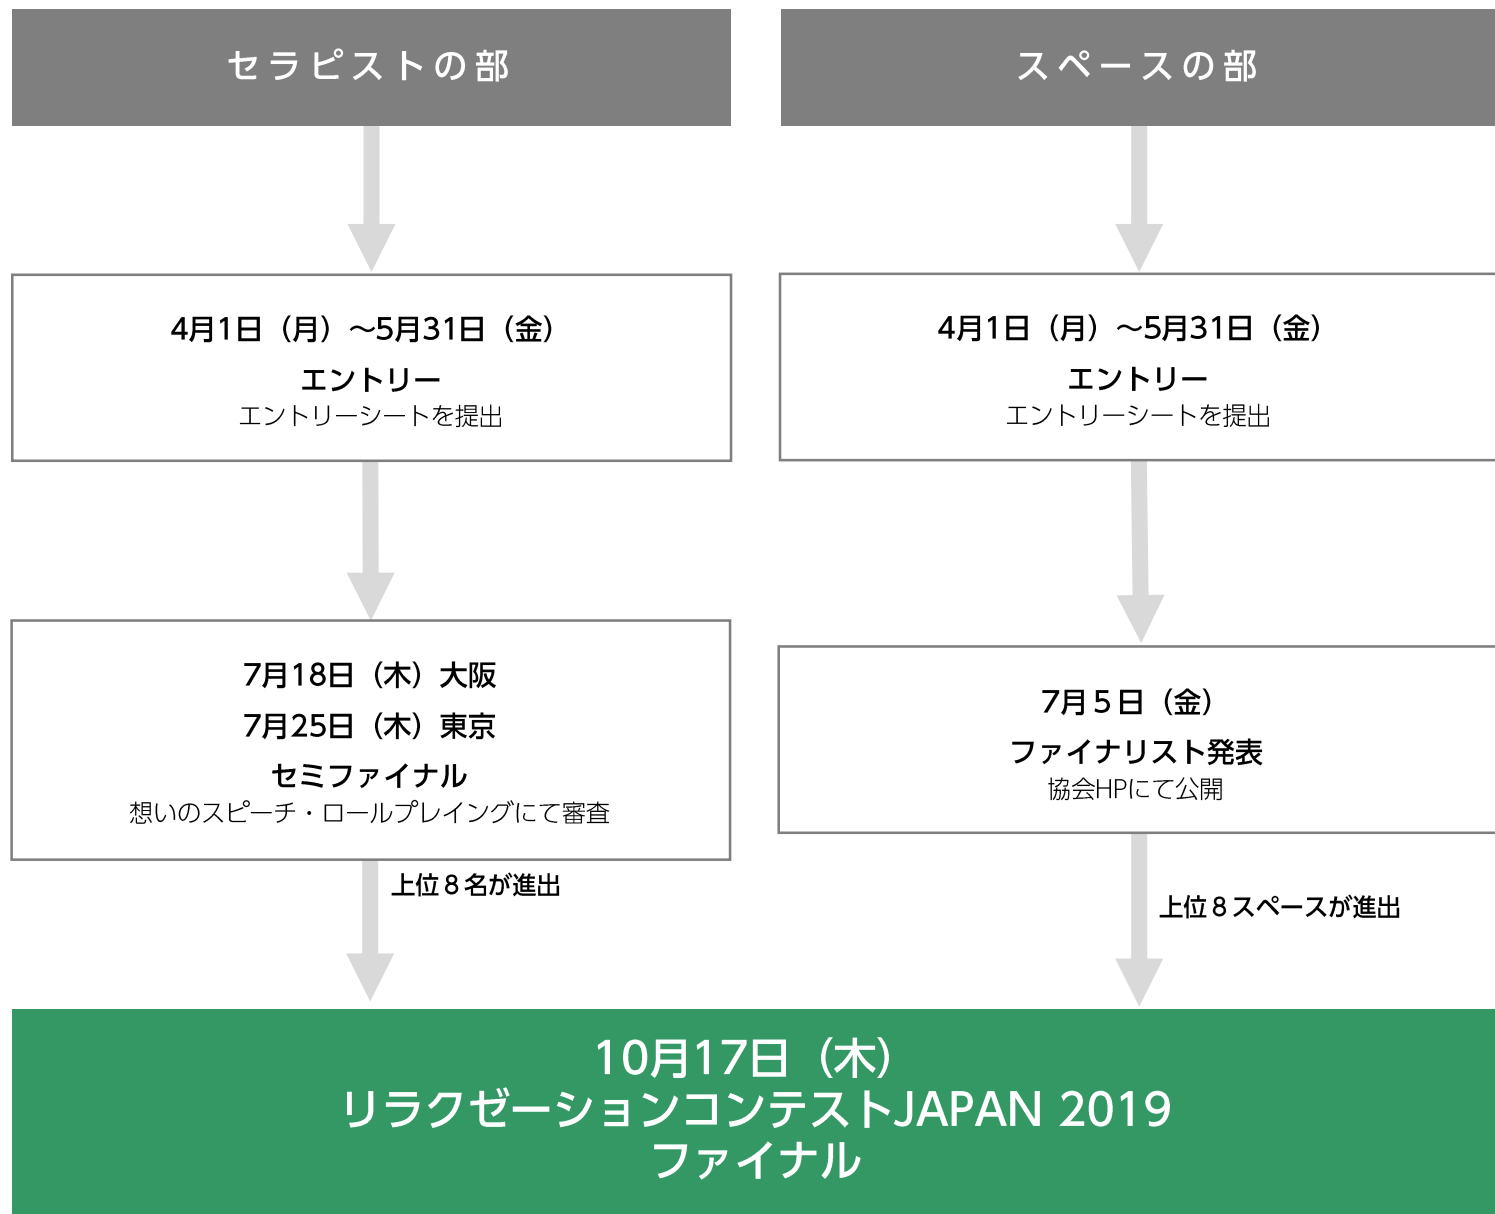 セラピストの部
4月1日（月）～5月31日（金）
エントリー
エントリーシートを提出
7月18日（木）大阪
7月25日（木）東京
セミファイナル
想いのスピーチ・ロールプレイングにて審査
上位８名が進出
スペースの部
4月1日（月）～5月31日（金）
エントリー
エントリーシートを提出
7月５日（金）
ファイナリスト発表
協会HPにて公開
上位８スペースが進出
10月17日（木）
リラクゼーションコンテストJAPAN 2019
ファイナル